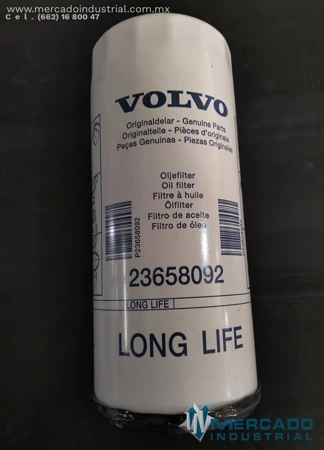 www.mercadoindustrial.com.mx
Cel. (662) 16 800 47
VOLVO
Originaldelar - Genuine Parts
Originalteile - Pièces d'origine
Peças Genuinas - Piezas Originales
Oljefilter
Oil filter
Filtre à huile
Ölfilter
Filtro de aceite
Filtro de óleo
P23658092
23658092
LONG LIFE
LONG LIFE
MERCADO
INDUSTRIAL